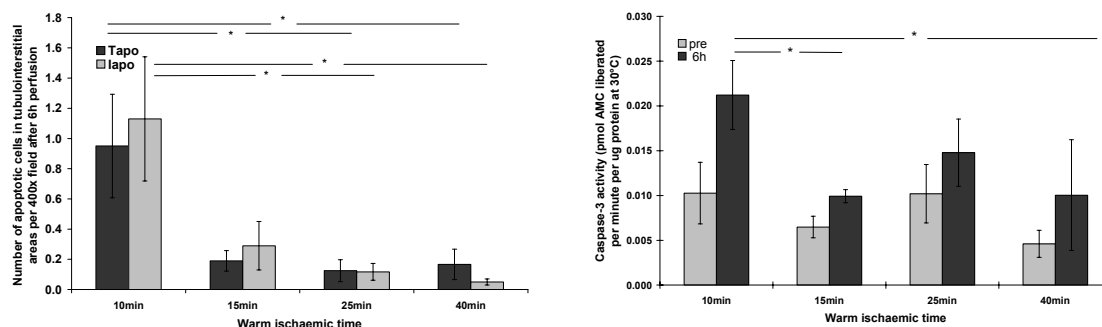 Number of apoptotic cells in tubulointerstitial
areas per 400x field after 6h perfusion
1.8
1.6
1.4
1.2
1.0
0.8
0.6
0.4
0.2
0.0
*
*
*
*
Tapo
Iapo
10min
15min
25min
40min
Warm ischaemic time
Caspase-3 activity (pmol AMC liberated
per minute per ug protein at 30°C)
0.030
0.025
0.020
0.015
0.010
0.005
0.000
pre
6h
*
*
10min
15min
25min
40min
Warm ischaemic time